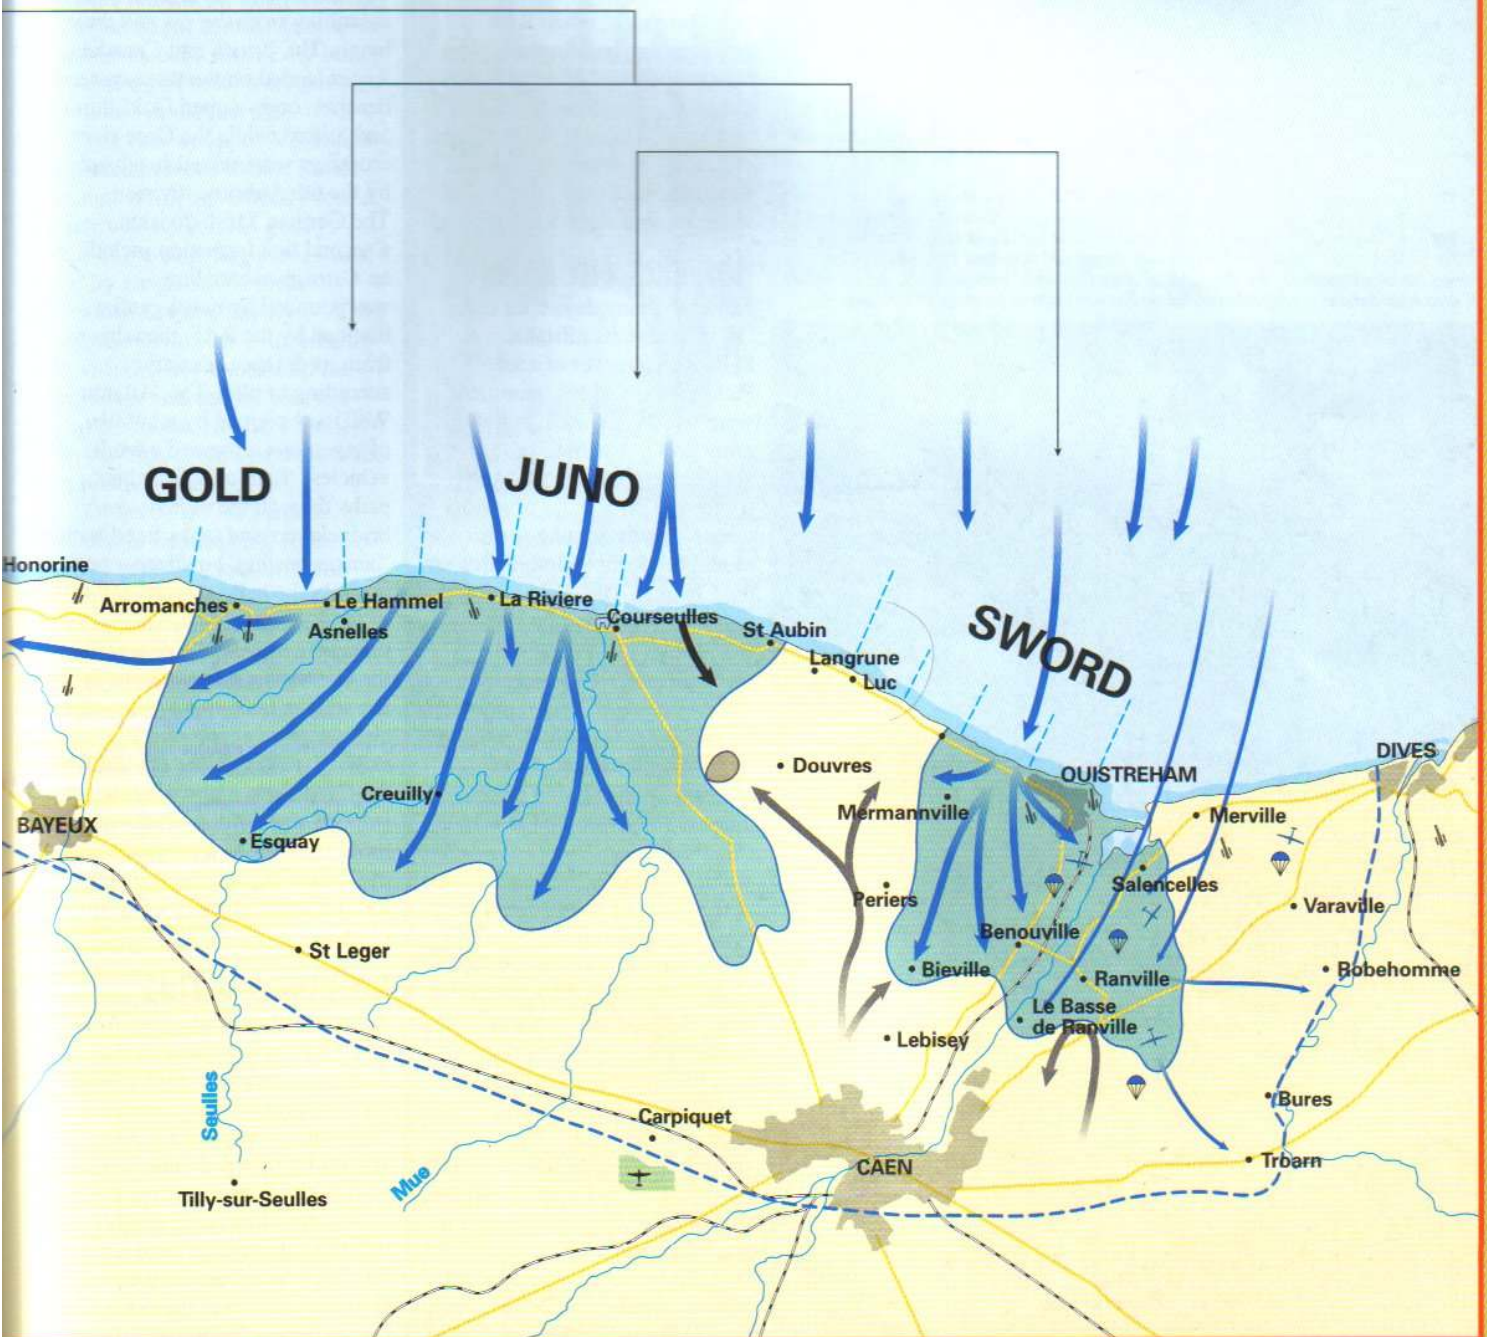 GOLD
JUNO
SWORD
Honorine
Arromanches
Le Hammel
Asnelles
La Riviere
Courseulles
St Aubin
Langrune
Luc
Douvres
DIVES
OUISTREHAM
Mermannville
Merville
Creuilly
BAYEUX
Esquay
Periers
Salencelles
Varaville
Benouville
St Leger
Bieville
Ranville
Robehomme
Le Basse
de Ranville
Lebisey
Seulles
Bures
Carpiquet
CAEN
Troarn
Mue
Tilly-sur-Seulles